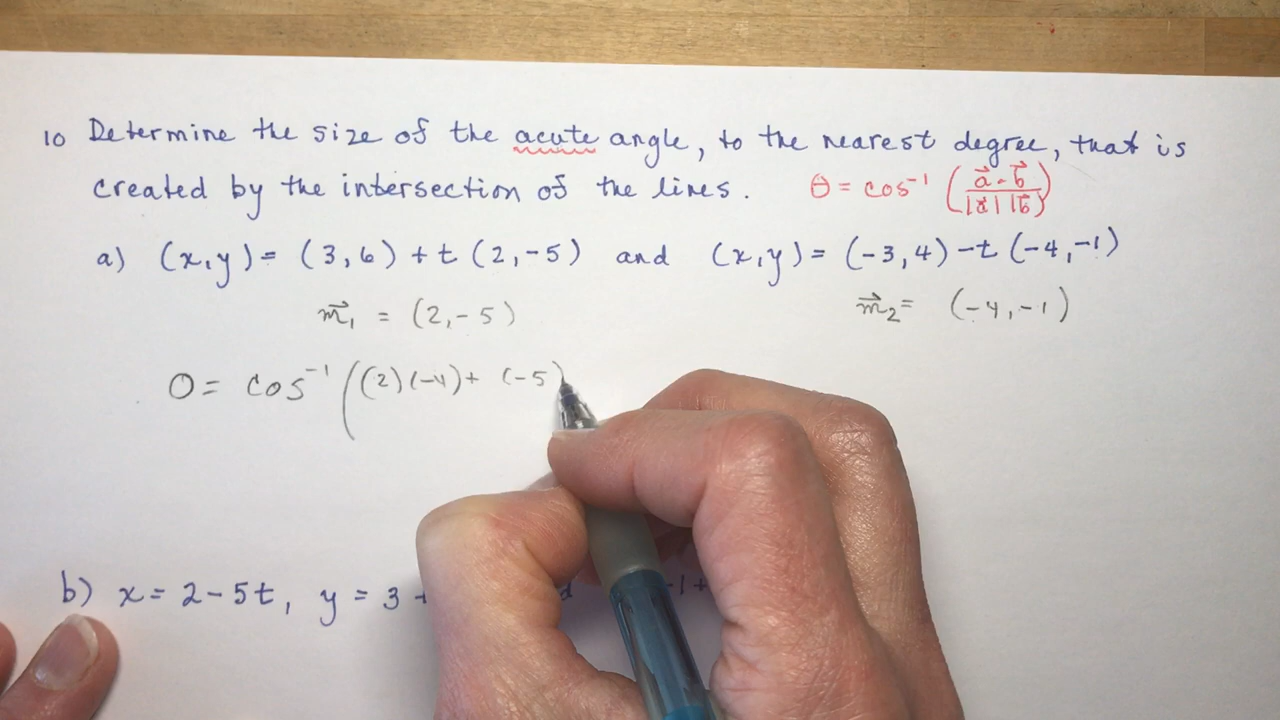 10 Determine the size of the acute angle, to the nearest degree, that is
created by the intersection of the lines. θ = cos⁻¹ (a⃗ · b⃗ / |a⃗| |b⃗|)
a) (x,y) = (3,6) + t (2,-5) and (x,y) = (-3,4) - t (-4,-1)
m⃗₁ = (2,-5) m⃗₂ = (-4,-1)
θ = cos⁻¹ ((2)(-4) + (-5)
b) x = 2 - 5t, y = 3 +